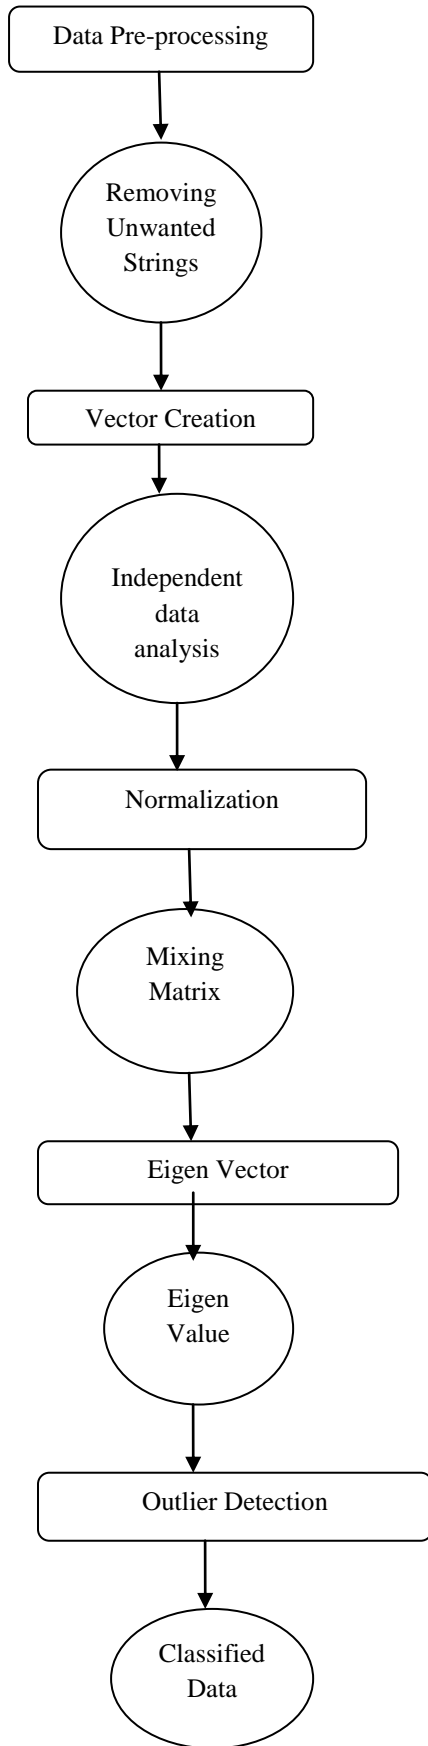 Data Pre-processing
Removing
Unwanted
Strings
Vector Creation
Independent
data
analysis
Normalization
Mixing
Matrix
Eigen Vector
Eigen
Value
Outlier Detection
Classified
Data